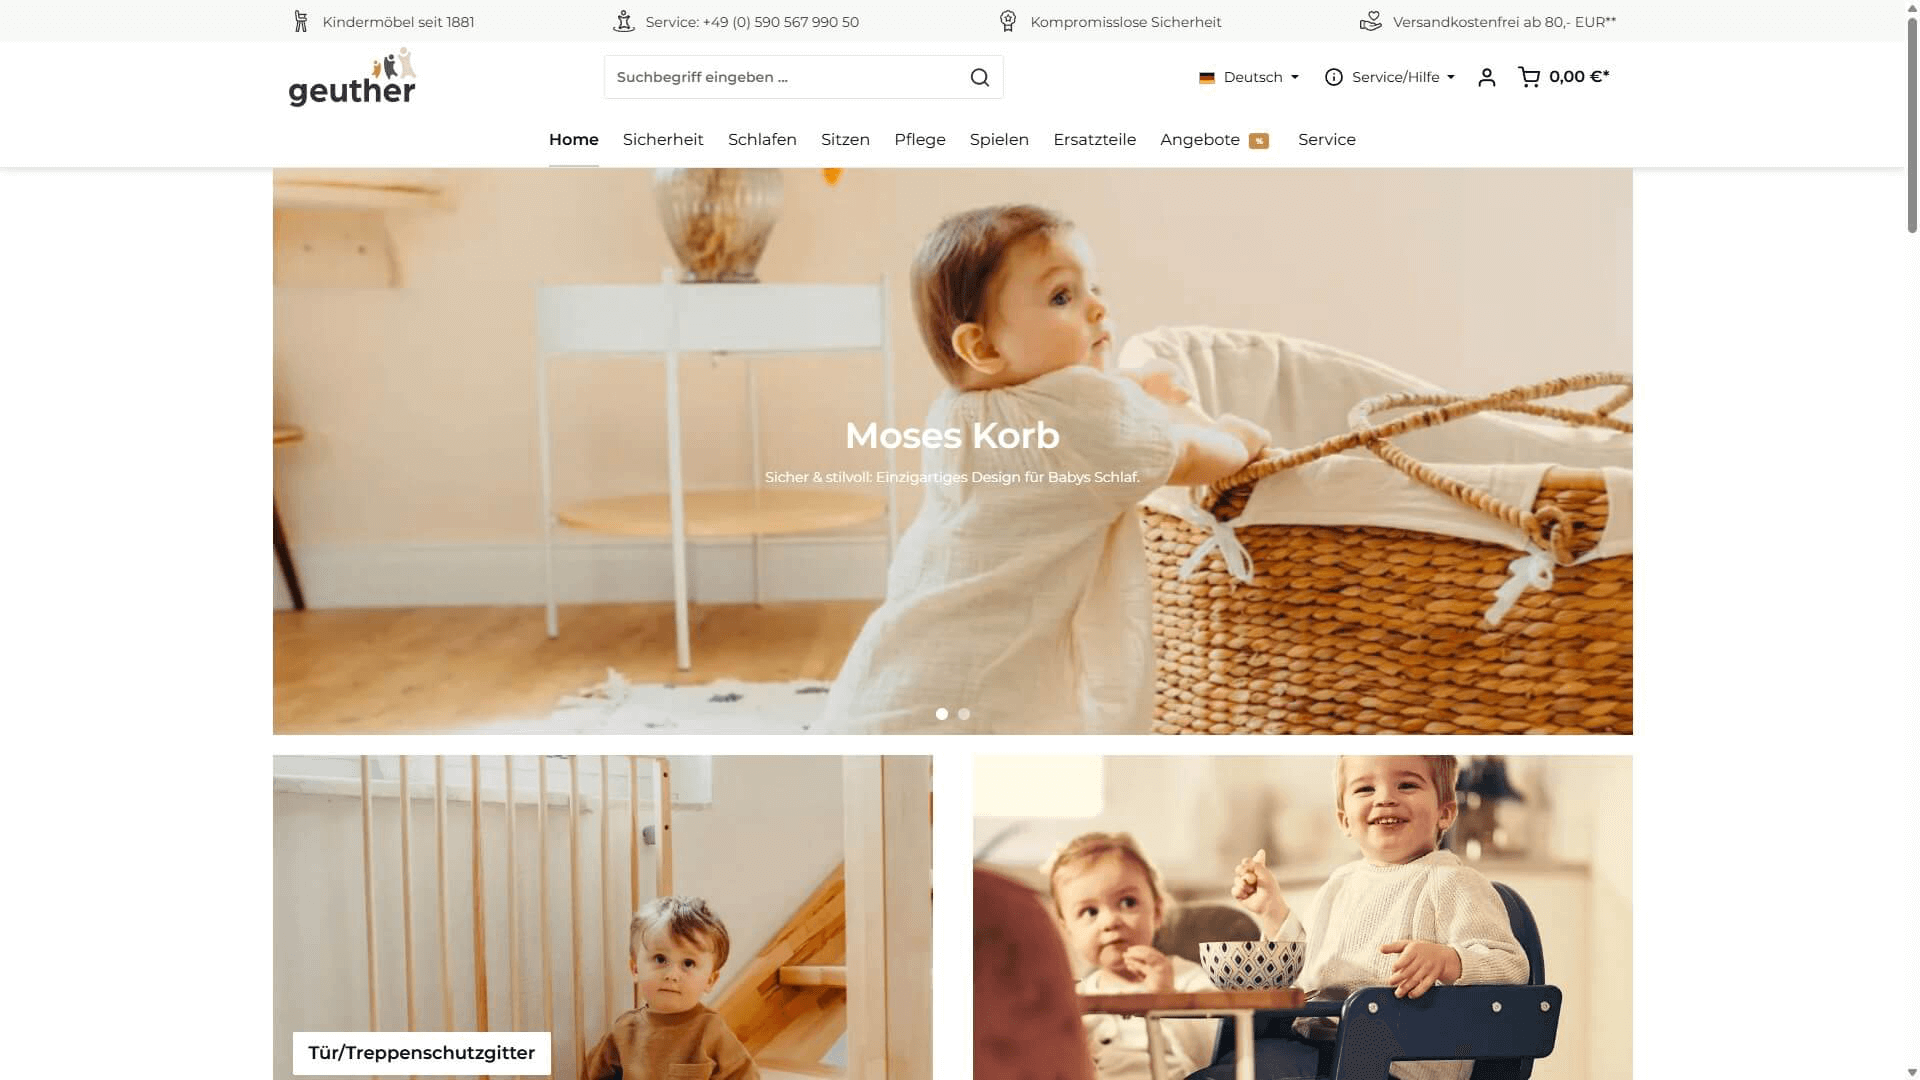 Kindermöbel seit 1881
Service: +49 (0) 590 567 990 50
Kompromisslose Sicherheit
Versandkostenfrei ab 80,- EUR**
geuther
Suchbegriff eingeben ...
Deutsch
Service/Hilfe
0,00 €*
Home
Sicherheit
Schlafen
Sitzen
Pflege
Spielen
Ersatzteile
Angebote %
Service
Moses Korb
Sicher & stilvoll: Einzigartiges Design für Babys Schlaf.
Tür/Treppenschutzgitter